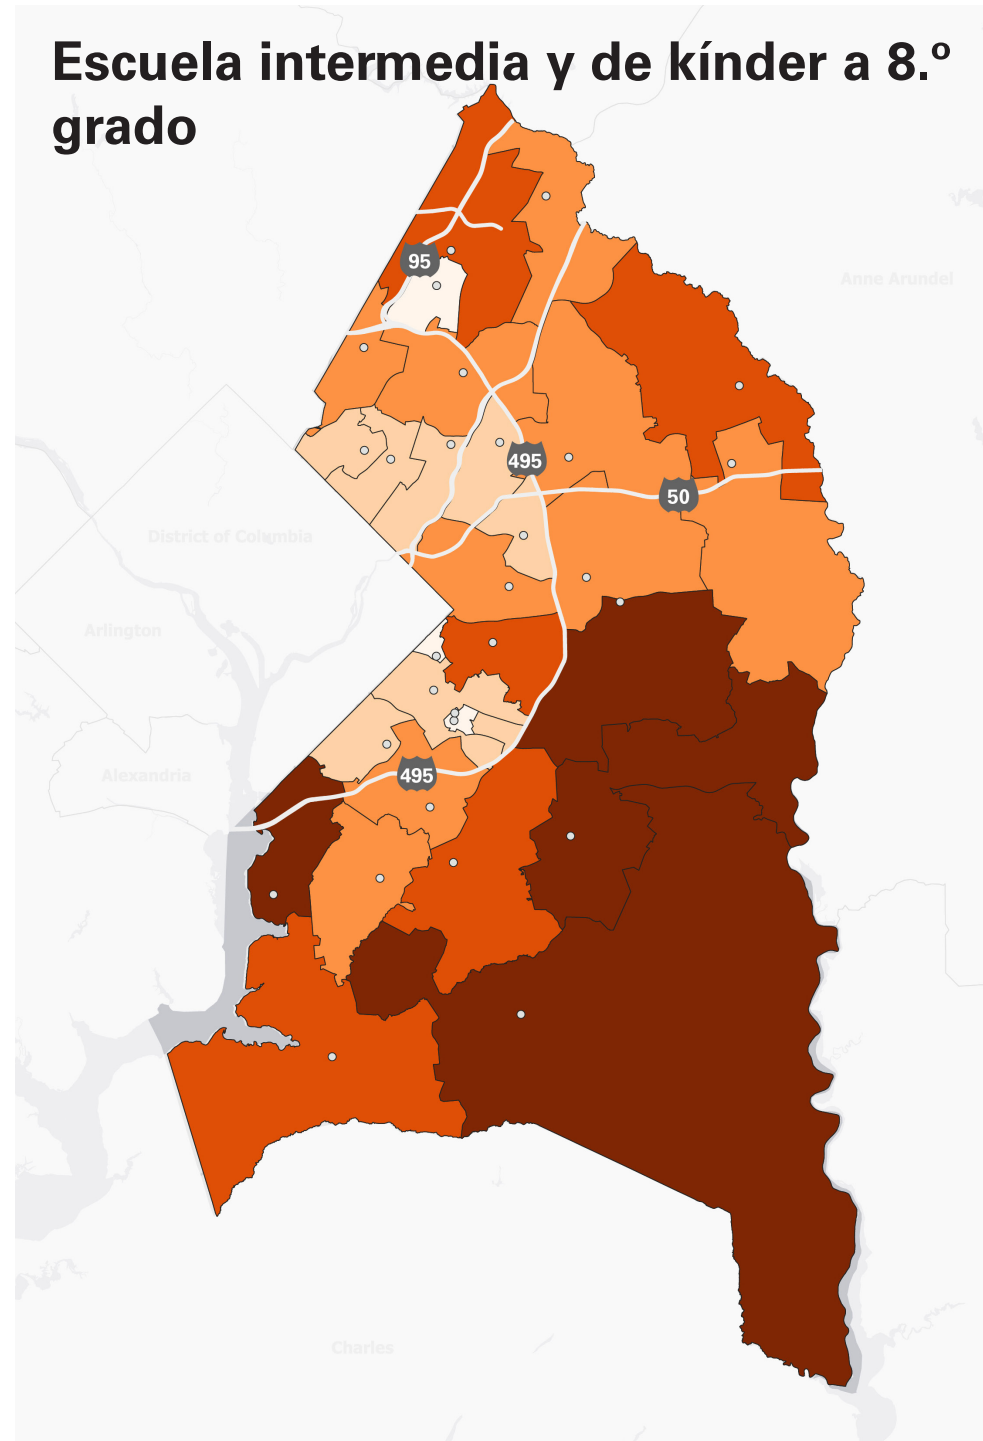 Escuela intermedia y de kínder a 8.º
grado
95
Anne Arundel
495
50
District of Columbia
Arlington
Alexandria
495
Charles